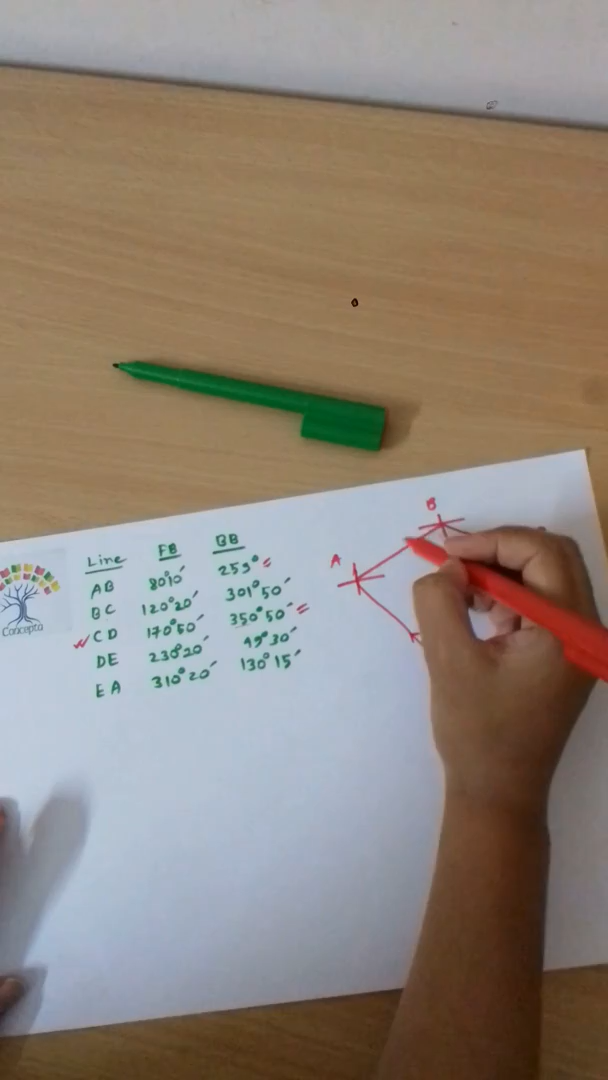 Line FB BB
AB 80°10′ 259°
BC 120°20′ 301°50′
CD 170°50′ 350°50′
DE 230°20′ 49°30′
EA 310°20′ 130°15′
Concepta
A
B